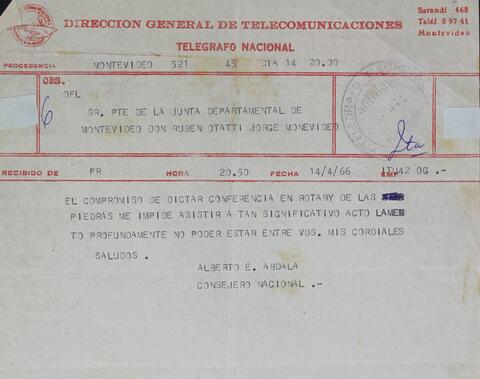 Sarandí 468
DIRECCION GENERAL DE TELECOMUNICACIONES
Teléf 8 97 41
Montevideo
TELEGRAFO NACIONAL
PROCEDENCIA MONTEVIDEO 521 45 DIA 14 20.00
OBS.
OFL
6
SR. PTE DE LA JUNTA DEPARTAMENTAL DE
MONTEVIDEO DON RUBEN OTATTI JORGE MONEVIDEO
RECIBIDO DE PR HORA 20.50 FECHA 14/4/66 EMP ITU42 OG .—
EL COMPROMISO DE DICTAR CONFERENCIA EN ROTARY DE LAS
PIEDRAS ME IMPIDE ASISTIR A TAN SIGNIFICATIVO ACTO LAMEN
TO PROFUNDAMENTE NO PODER ESTAR ENTRE VOS. MIS CORDIALES
SALUDOS .
ALBERTO E. ABDALA
CONSEJERO NACIONAL .—